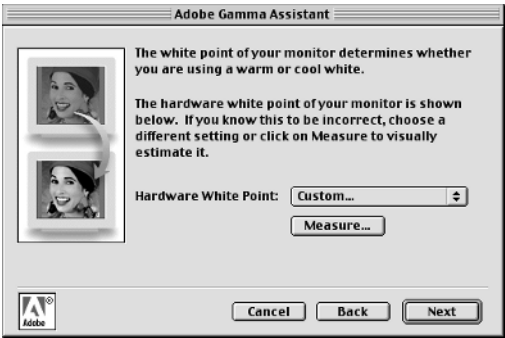 Adobe Gamma Assistant
The white point of your monitor determines whether
you are using a warm or cool white.
The hardware white point of your monitor is shown
below. If you know this to be incorrect, choose a
different setting or click on Measure to visually
estimate it.
Hardware White Point: Custom...
Measure...
Adobe
Cancel Back Next